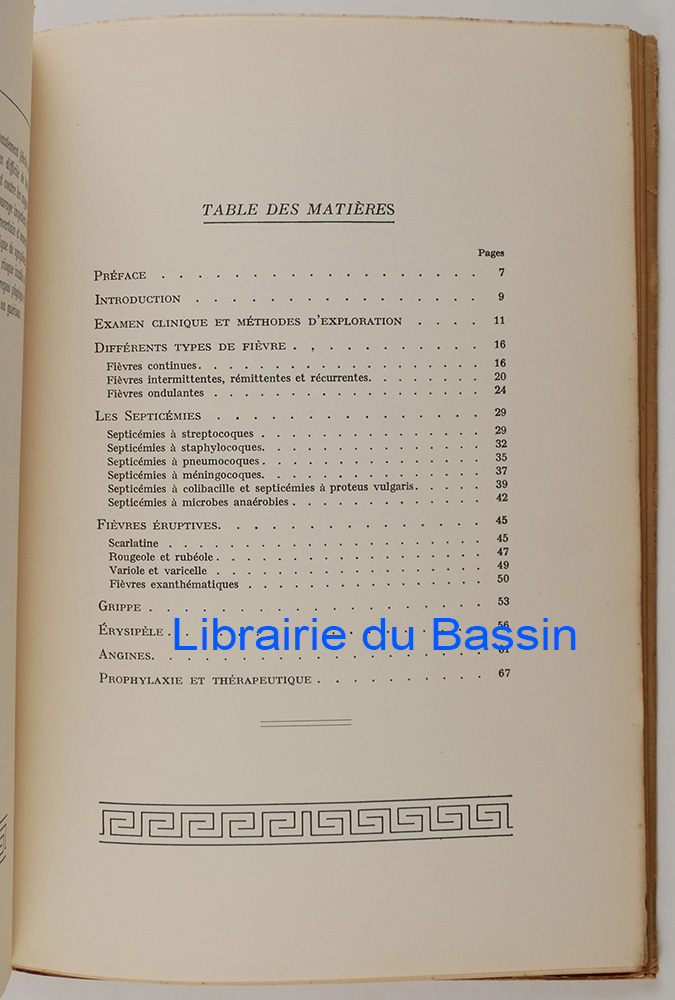 TABLE DES MATIÈRES
Pages
PRÉFACE . . . . . . . . . . . . . . . . . . 7
INTRODUCTION . . . . . . . . . . . . . . . . 9
EXAMEN CLINIQUE ET MÉTHODES D'EXPLORATION . . . . 11
DIFFÉRENTS TYPES DE FIÈVRE . . . . . . . . . . . 16
Fièvres continues. . . . . . . . . . . . . . . . 16
Fièvres intermittentes, rémittentes et récurrentes. . . . . . . 20
Fièvres ondulantes . . . . . . . . . . . . . . . 24
LES SEPTICÉMIES . . . . . . . . . . . . . . . 29
Septicémies à streptocoques . . . . . . . . . . . . . 29
Septicémies à staphylocoques. . . . . . . . . . . . . 32
Septicémies à pneumocoques . . . . . . . . . . . . . 35
Septicémies à méningocoques. . . . . . . . . . . . . 37
Septicémies à colibacille et septicémies à proteus vulgaris. . . . . 39
Septicémies à microbes anaérobies . . . . . . . . . . . 42
FIÈVRES ÉRUPTIVES. . . . . . . . . . . . . . . 45
Scarlatine . . . . . . . . . . . . . . . . . 45
Rougeole et rubéole . . . . . . . . . . . . . . . 47
Variole et varicelle . . . . . . . . . . . . . . . 49
Fièvres exanthématiques . . . . . . . . . . . . . 50
GRIPPE . . . . . . . . . . . . . . . . . . 53
ÉRYSIPÈLE . . . . . . . . . . . . . . . . . 56
Librairie du Bassin
ANGINES. . . . . . . . . . . . . . . . . . 61
PROPHYLAXIE ET THÉRAPEUTIQUE . . . . . . . . . . 67